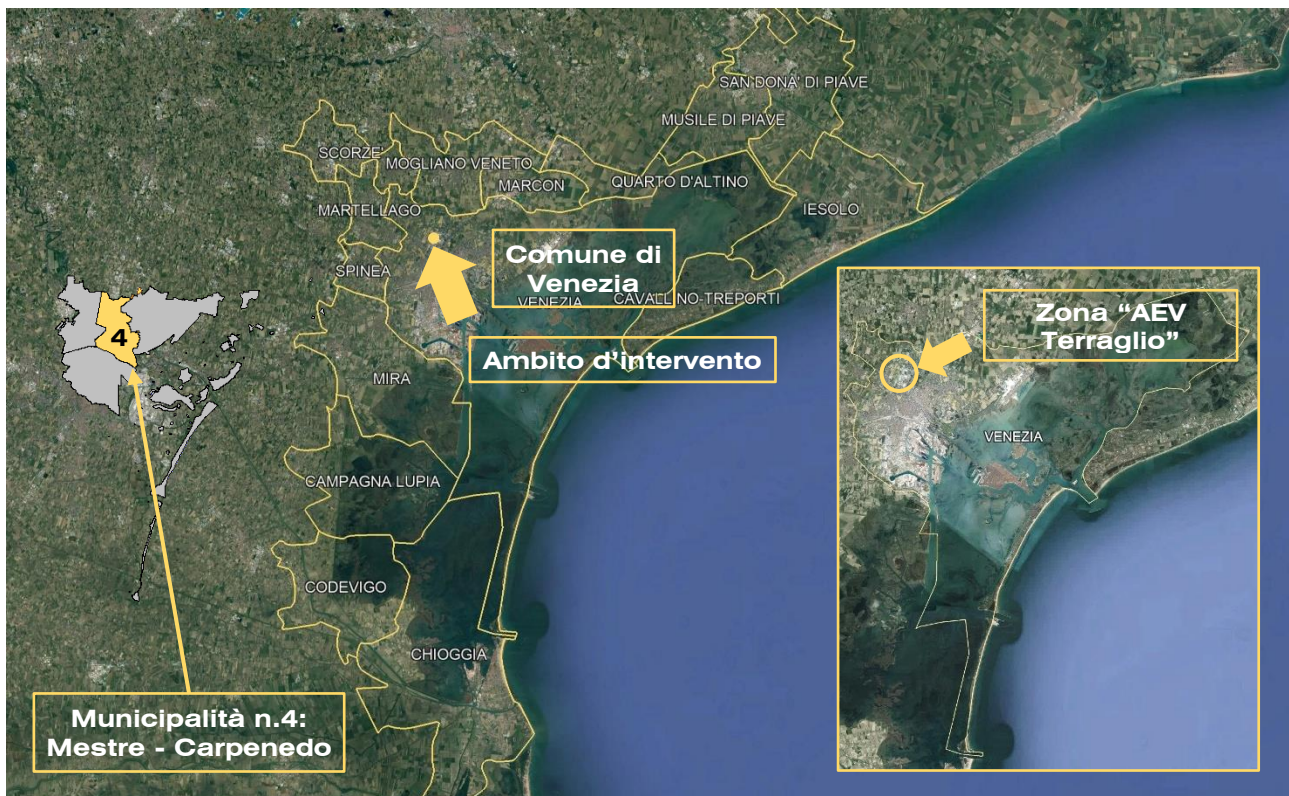 SAN DONA' DI PIAVE
MUSILE DI PIAVE
SCORZE'
MOGLIANO VENETO
MARCON
QUARTO D'ALTINO
MARTELLAGO
IESOLO
SPINEA
Comune di
Venezia
VENEZIA
CAVALLINO-TREPORTI
Ambito d'intervento
MIRA
4
CAMPAGNA LUPIA
CODEVIGO
CHIOGGIA
Municipalità n.4:
Mestre - Carpenedo
Zona “AEV
Terraglio”
VENEZIA